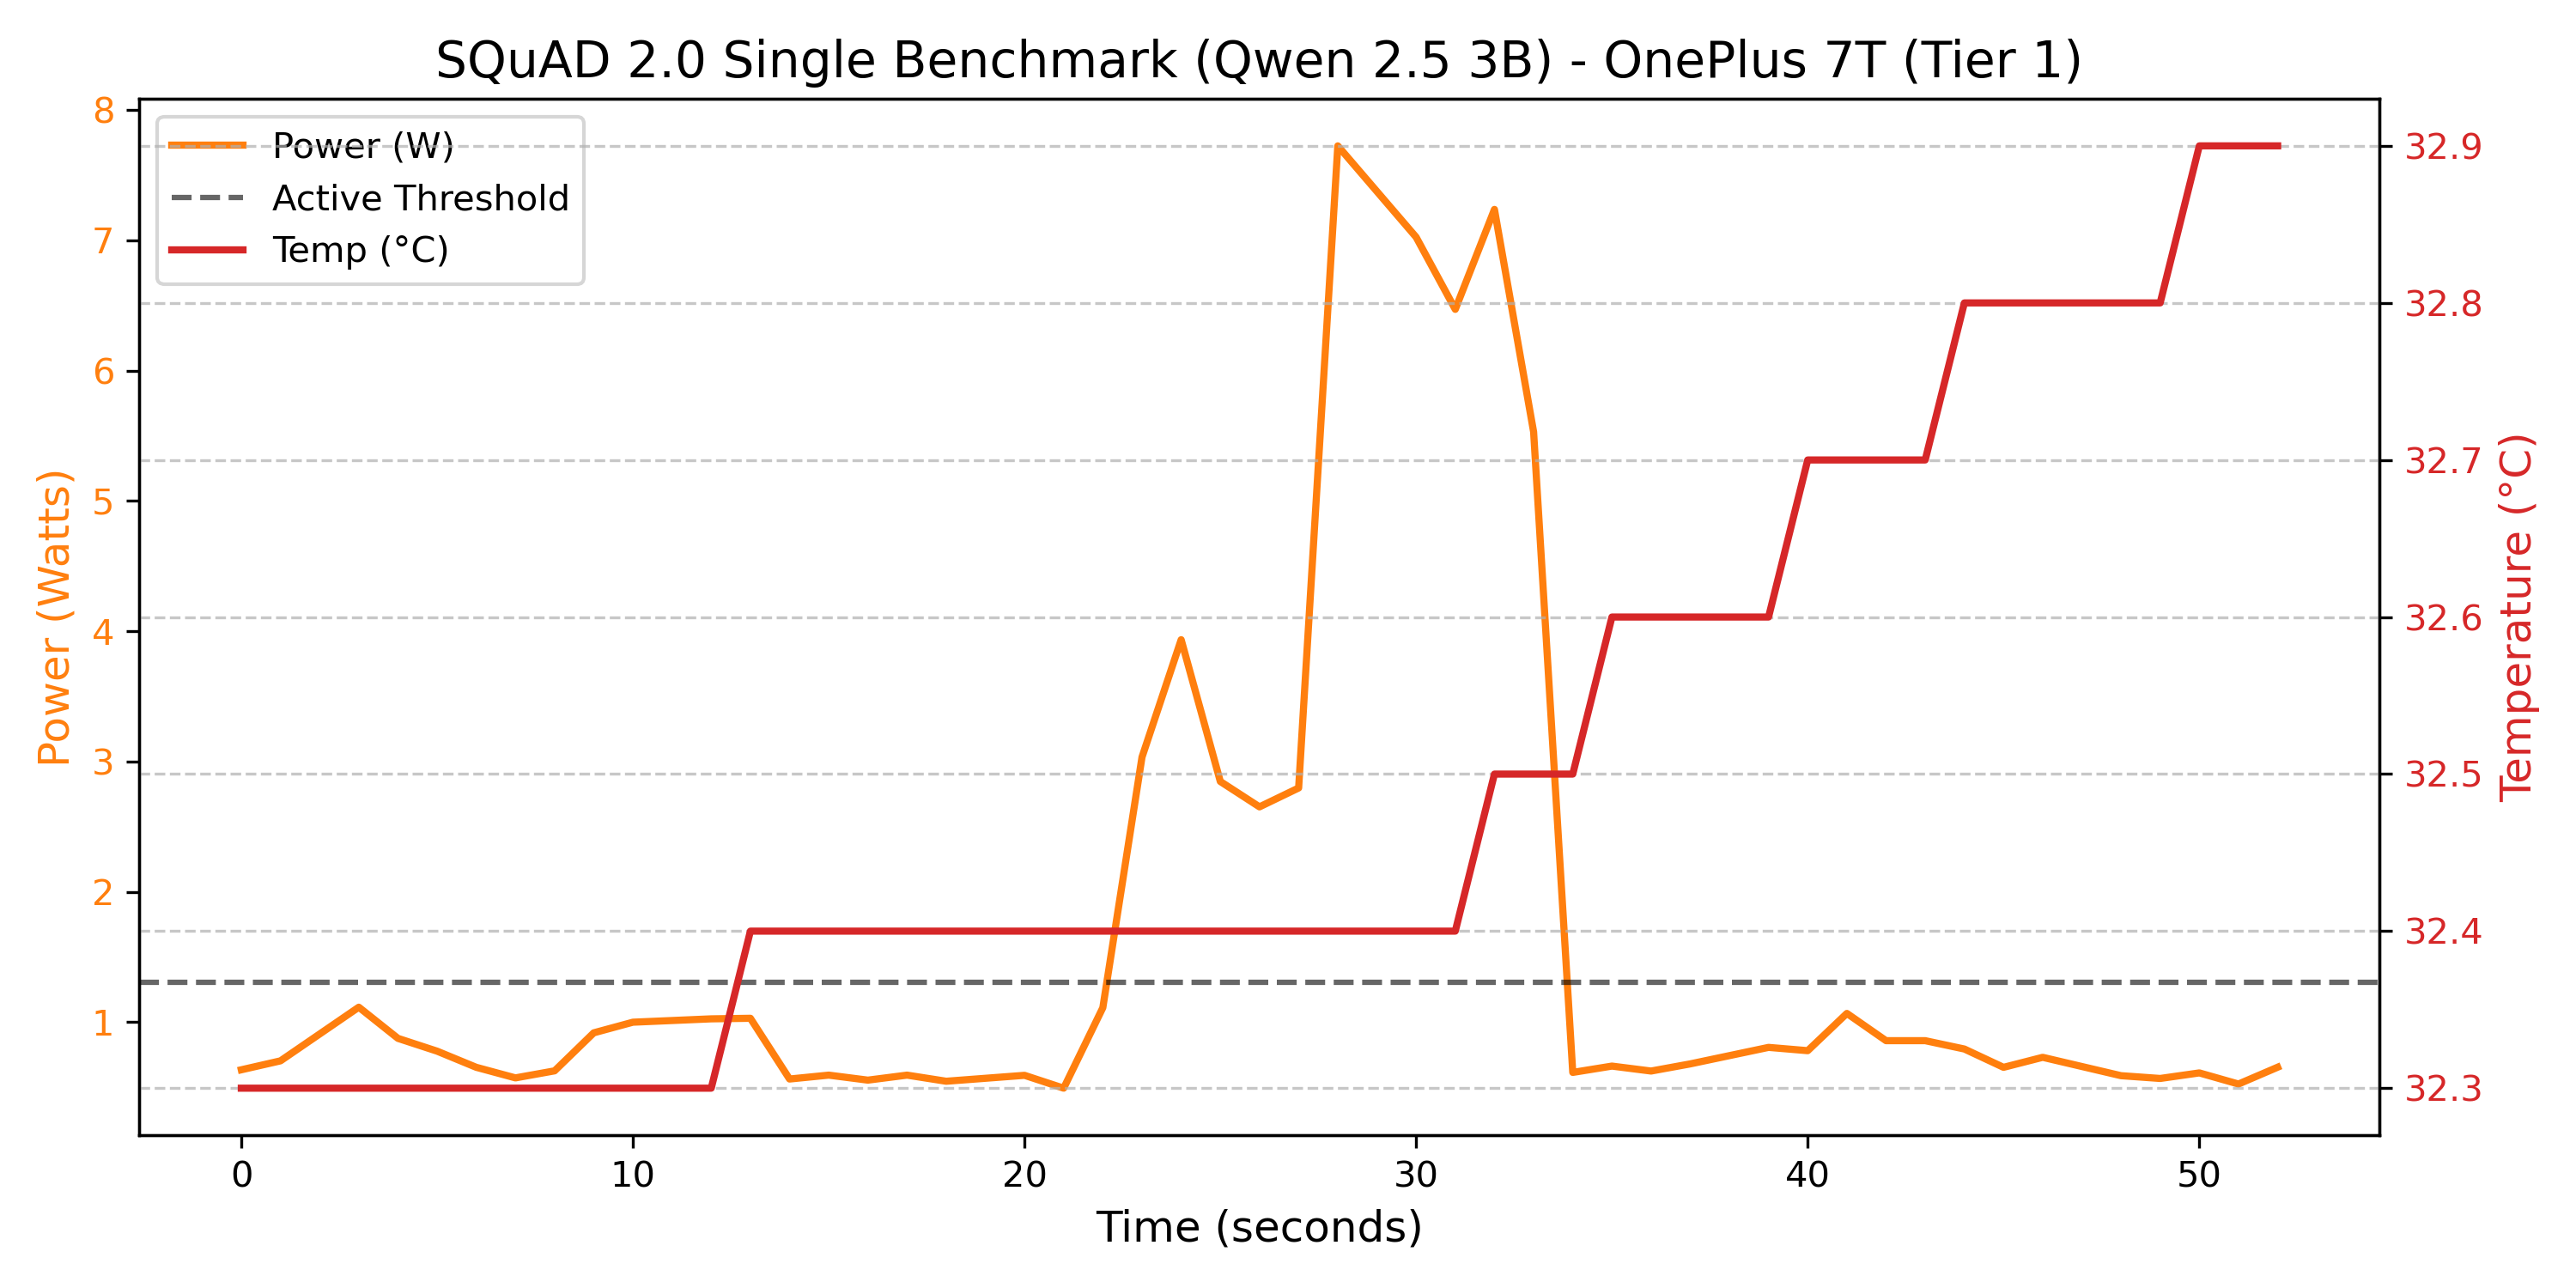 SQuAD 2.0 Single Benchmark (Qwen 2.5 3B) - OnePlus 7T (Tier 1)
Power (W)
Active Threshold
Temp (°C)
8
7
6
5
4
3
2
1
Power (Watts)
32.9
32.8
32.7
32.6
32.5
32.4
32.3
Temperature (°C)
0 10 20 30 40 50
Time (seconds)